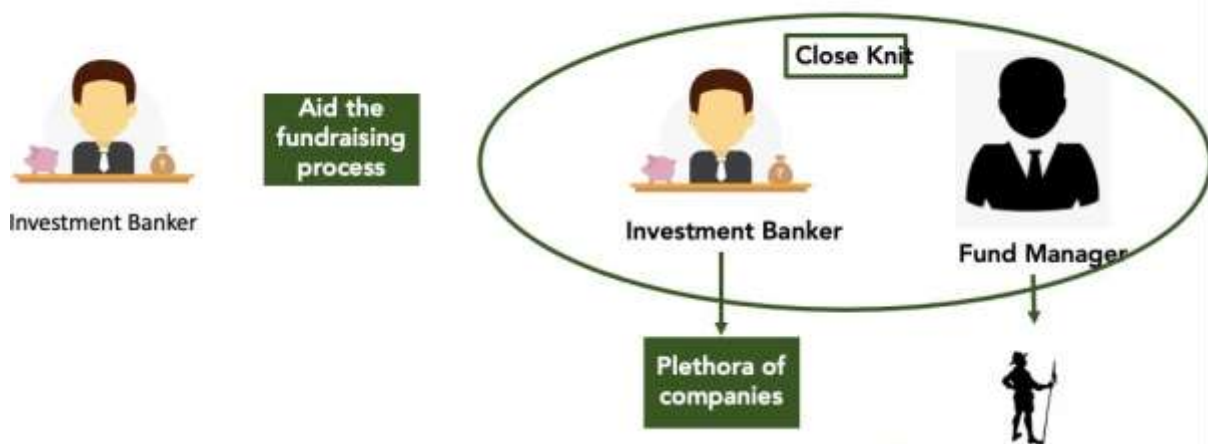 Investment Banker
Aid the
fundraising
process
Close Knit
Investment Banker
Fund Manager
Plethora of
companies